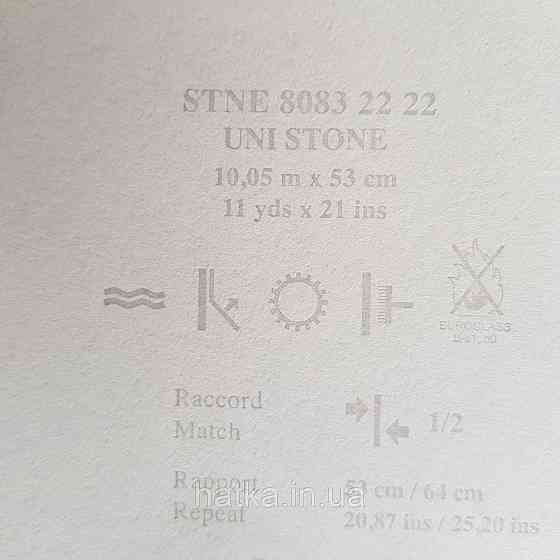 STNE 8083 22 22
UNI STONE
10,05 m x 53 cm
11 yds x 21 ins
EUROCLASS
Raccord
Match
1/2
Rapport
Repeat
53 cm / 64 cm
20,87 ins / 25,20 ins
hatka.in.ua